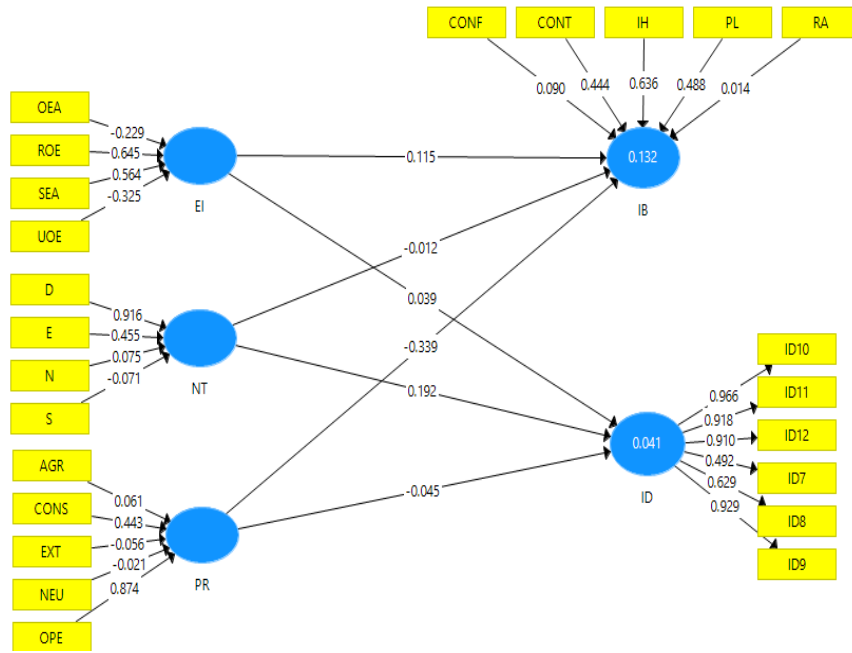 CONF
CONT
IH
PL
RA
0.090
0.444
0.636
0.488
0.014
0.132
IB
OEA
ROE
SEA
UOE
-0.229
0.645
0.564
-0.325
EI
0.115
-0.012
0.039
-0.339
0.192
-0.045
D
E
N
S
0.916
0.455
0.075
-0.071
NT
AGR
CONS
EXT
NEU
OPE
0.061
0.443
-0.056
-0.021
0.874
PR
0.041
ID
0.966
0.918
0.910
0.492
0.629
0.929
ID10
ID11
ID12
ID7
ID8
ID9